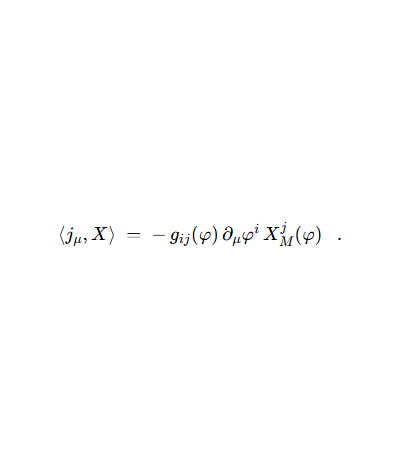 ⟨j_μ, X⟩ = − g_{ij}(φ) ∂_μ φ^i X_M^j(φ) .